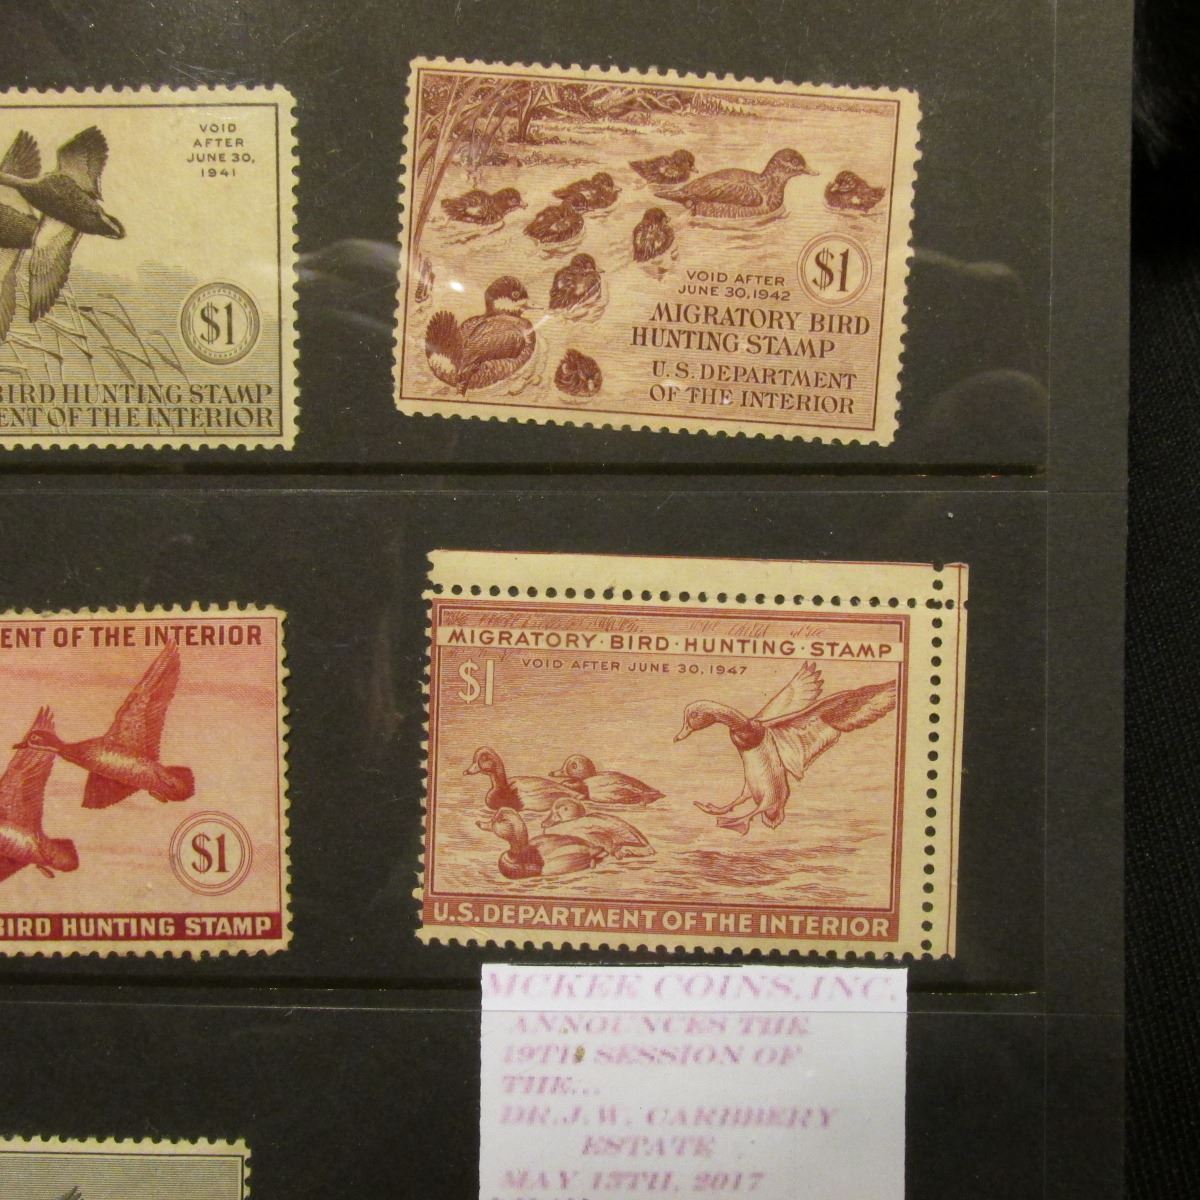 VOID
AFTER
JUNE 30,
1941
$1
BIRD HUNTING STAMP
ENT OF THE INTERIOR
$1
VOID AFTER
JUNE 30, 1942
MIGRATORY BIRD
HUNTING STAMP
U.S. DEPARTMENT
OF THE INTERIOR
ENT OF THE INTERIOR
$1
BIRD HUNTING STAMP
MIGRATORY · BIRD · HUNTING · STAMP
$1
VOID AFTER JUNE 30, 1947
U.S. DEPARTMENT OF THE INTERIOR
MCKEE COINS, INC.
ANNOUNCES THE
19TH SESSION OF
THE...
DR. J. W. CARBBERY
ESTATE
MAY 13TH, 2017